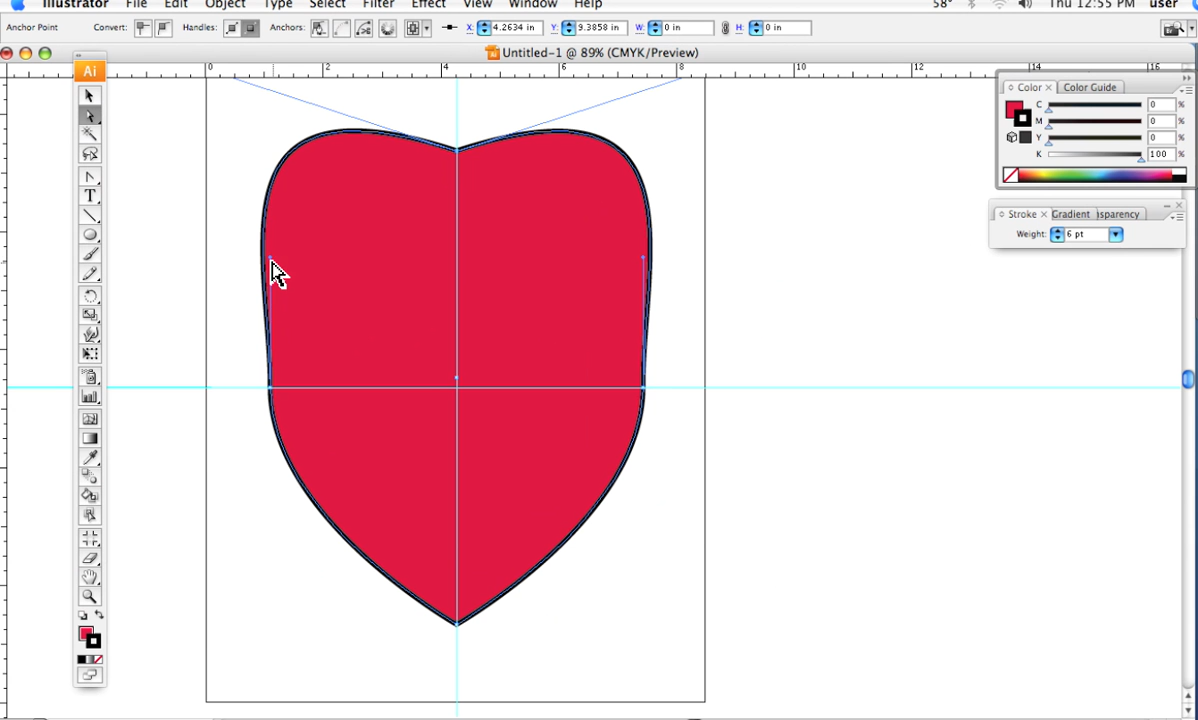 Illustrator File Edit Object Type Select Filter Effect View Window Help 58° Thu 12:55 PM user
Anchor Point Convert: Handles: Anchors: X: 4.2634 in Y: 9.3858 in W: 0 in H: 0 in
Untitled-1 @ 89% (CMYK/Preview)
Ai
0 2 4 6 8 10 12 14 16
Color × Color Guide
C 0 %
M 0 %
Y 0 %
K 100 %
T
Stroke × Gradient sparency
Weight: 6 pt